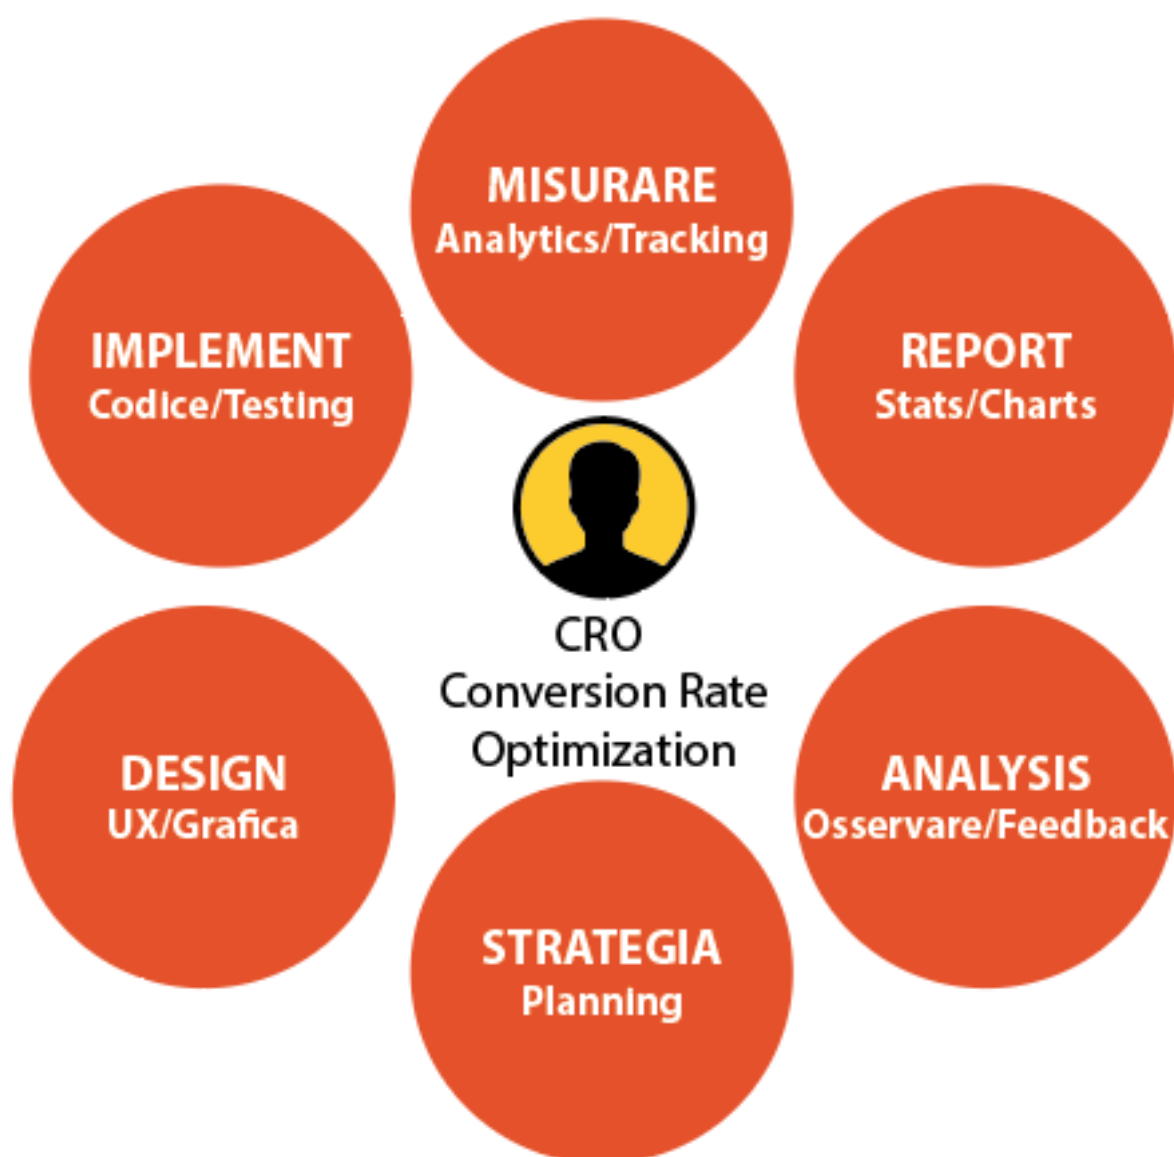 MISURARE
Analytics/Tracking
IMPLEMENT
Codice/Testing
REPORT
Stats/Charts
CRO
Conversion Rate
Optimization
DESIGN
UX/Grafica
ANALYSIS
Osservare/Feedback
STRATEGIA
Planning